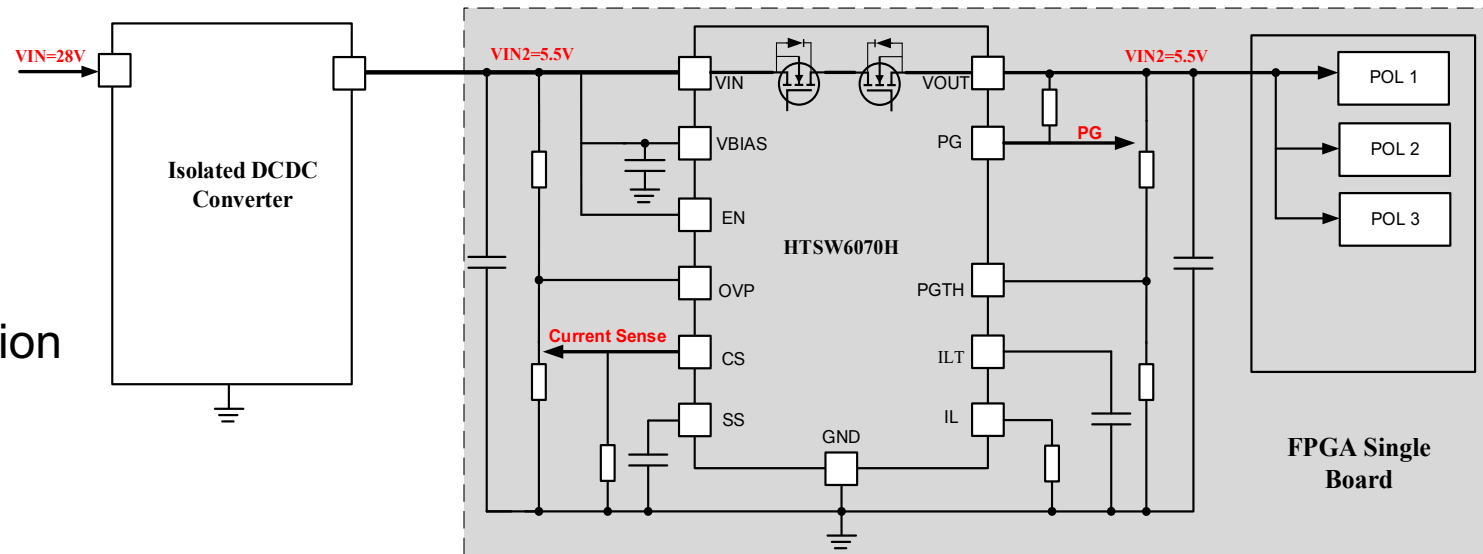 VIN=28V
Isolated DCDC
Converter
ion
VIN2=5.5V
VIN
VBIAS
EN
OVP
Current Sense
CS
SS
HTSW6070H
GND
VOUT
PG
PG
PGTH
ILT
IL
VIN2=5.5V
POL 1
POL 2
POL 3
FPGA Single
Board